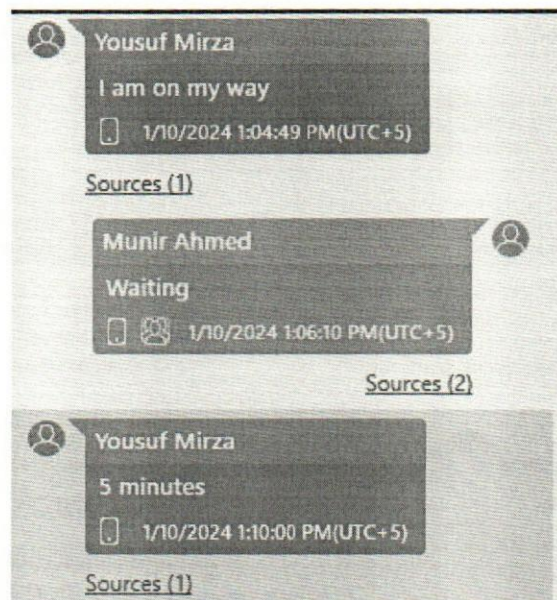 Yousuf Mirza
I am on my way
1/10/2024 1:04:49 PM(UTC+5)
Sources (1)
Munir Ahmed
Waiting
1/10/2024 1:06:10 PM(UTC+5)
Sources (2)
Yousuf Mirza
5 minutes
1/10/2024 1:10:00 PM(UTC+5)
Sources (1)